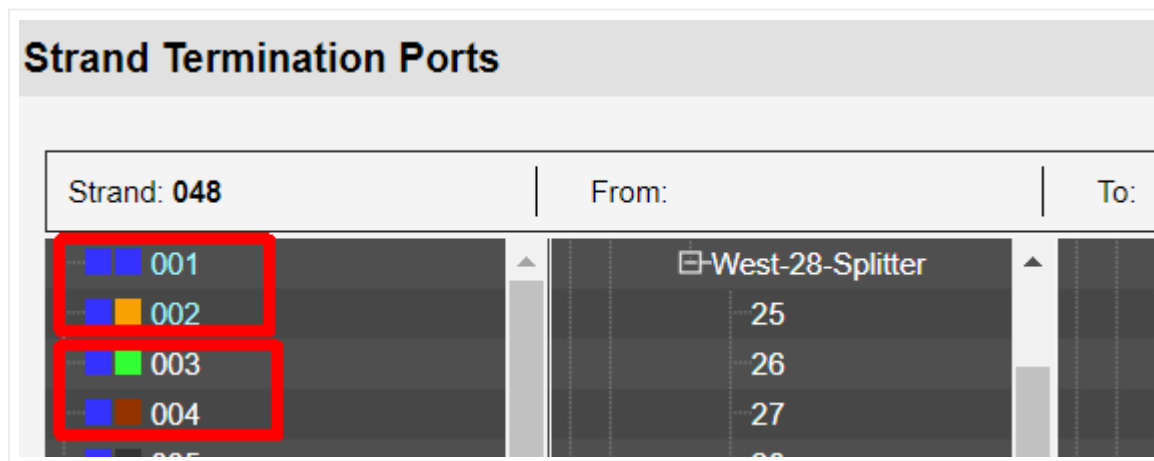 Strand Termination Ports
Strand: 048
From:
To:
001
002
003
004
West-28-Splitter
25
26
27